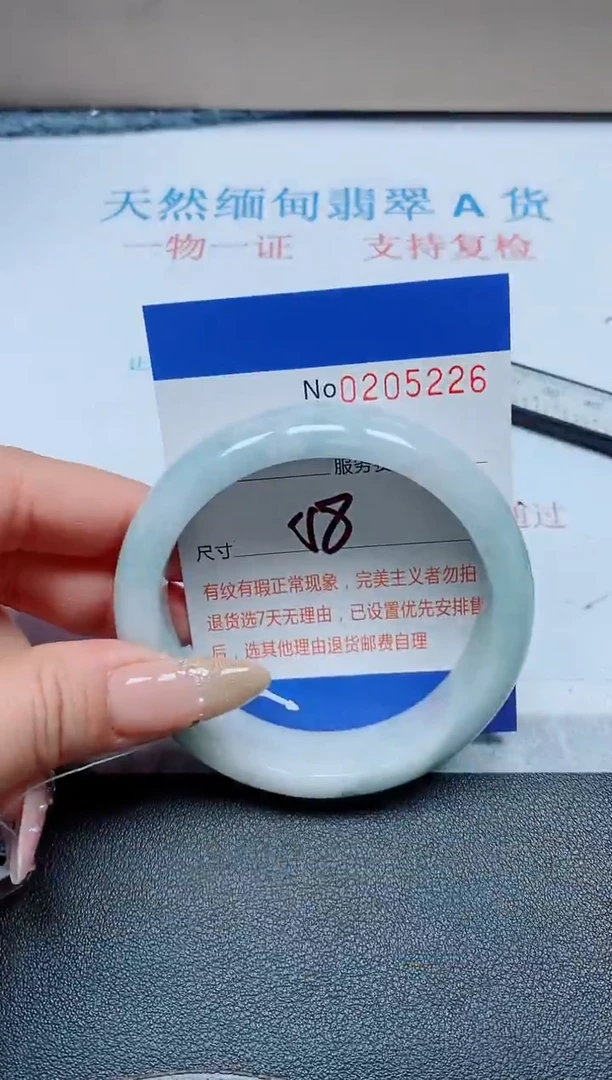 天然缅甸翡翠 A 货
一物一证 支持复检
No0205226
服务
尺寸
有纹有瑕正常现象，完美主义者勿拍
退货选7天无理由，已设置优先安排售
后，选其他理由退货邮费自理